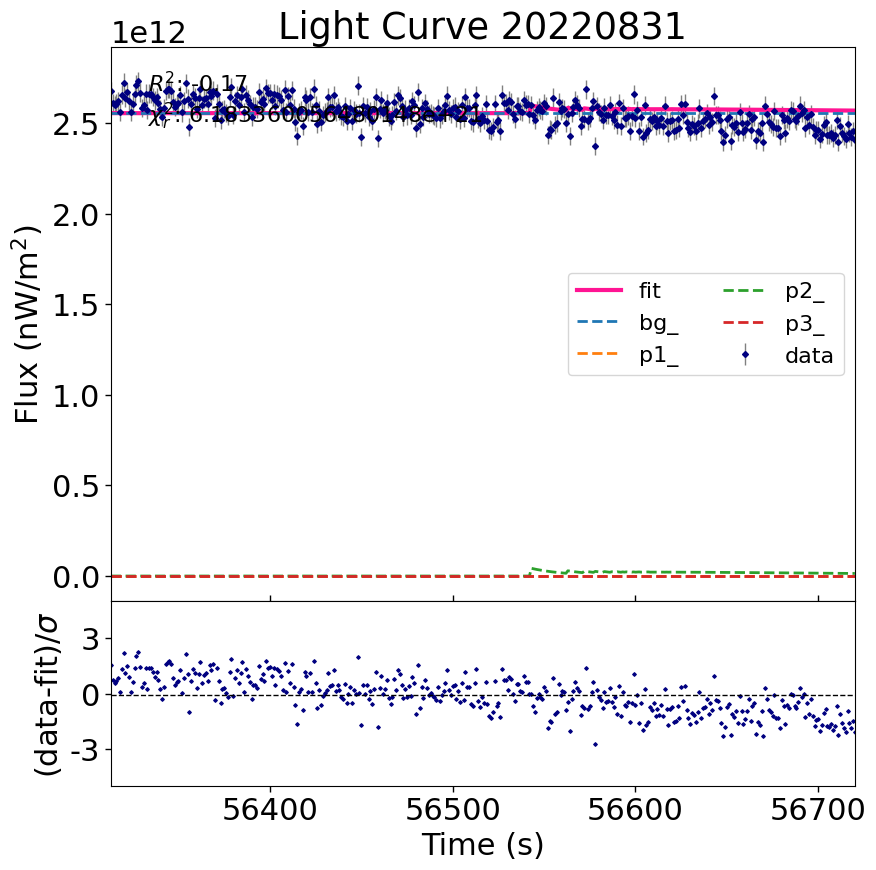 Light Curve 20220831
1e12
R²: -0.17
2.5
2.0
1.5
1.0
0.5
0.0
Flux (nW/m²)
fit
bg_
p1_
p2_
p3_
data
3
0
-3
(data-fit)/σ
56400
56500
56600
56700
Time (s)